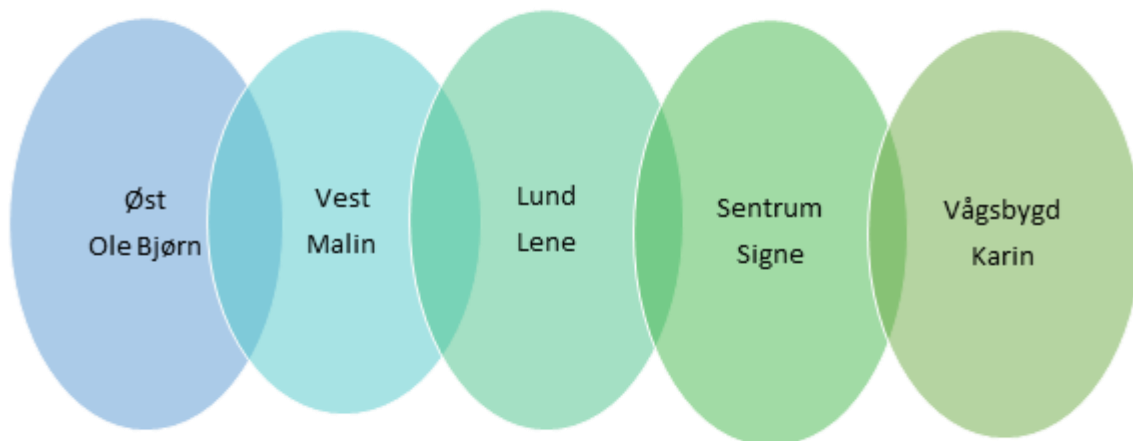 Øst
Ole Bjørn
Vest
Malin
Lund
Lene
Sentrum
Signe
Vågsbygd
Karin